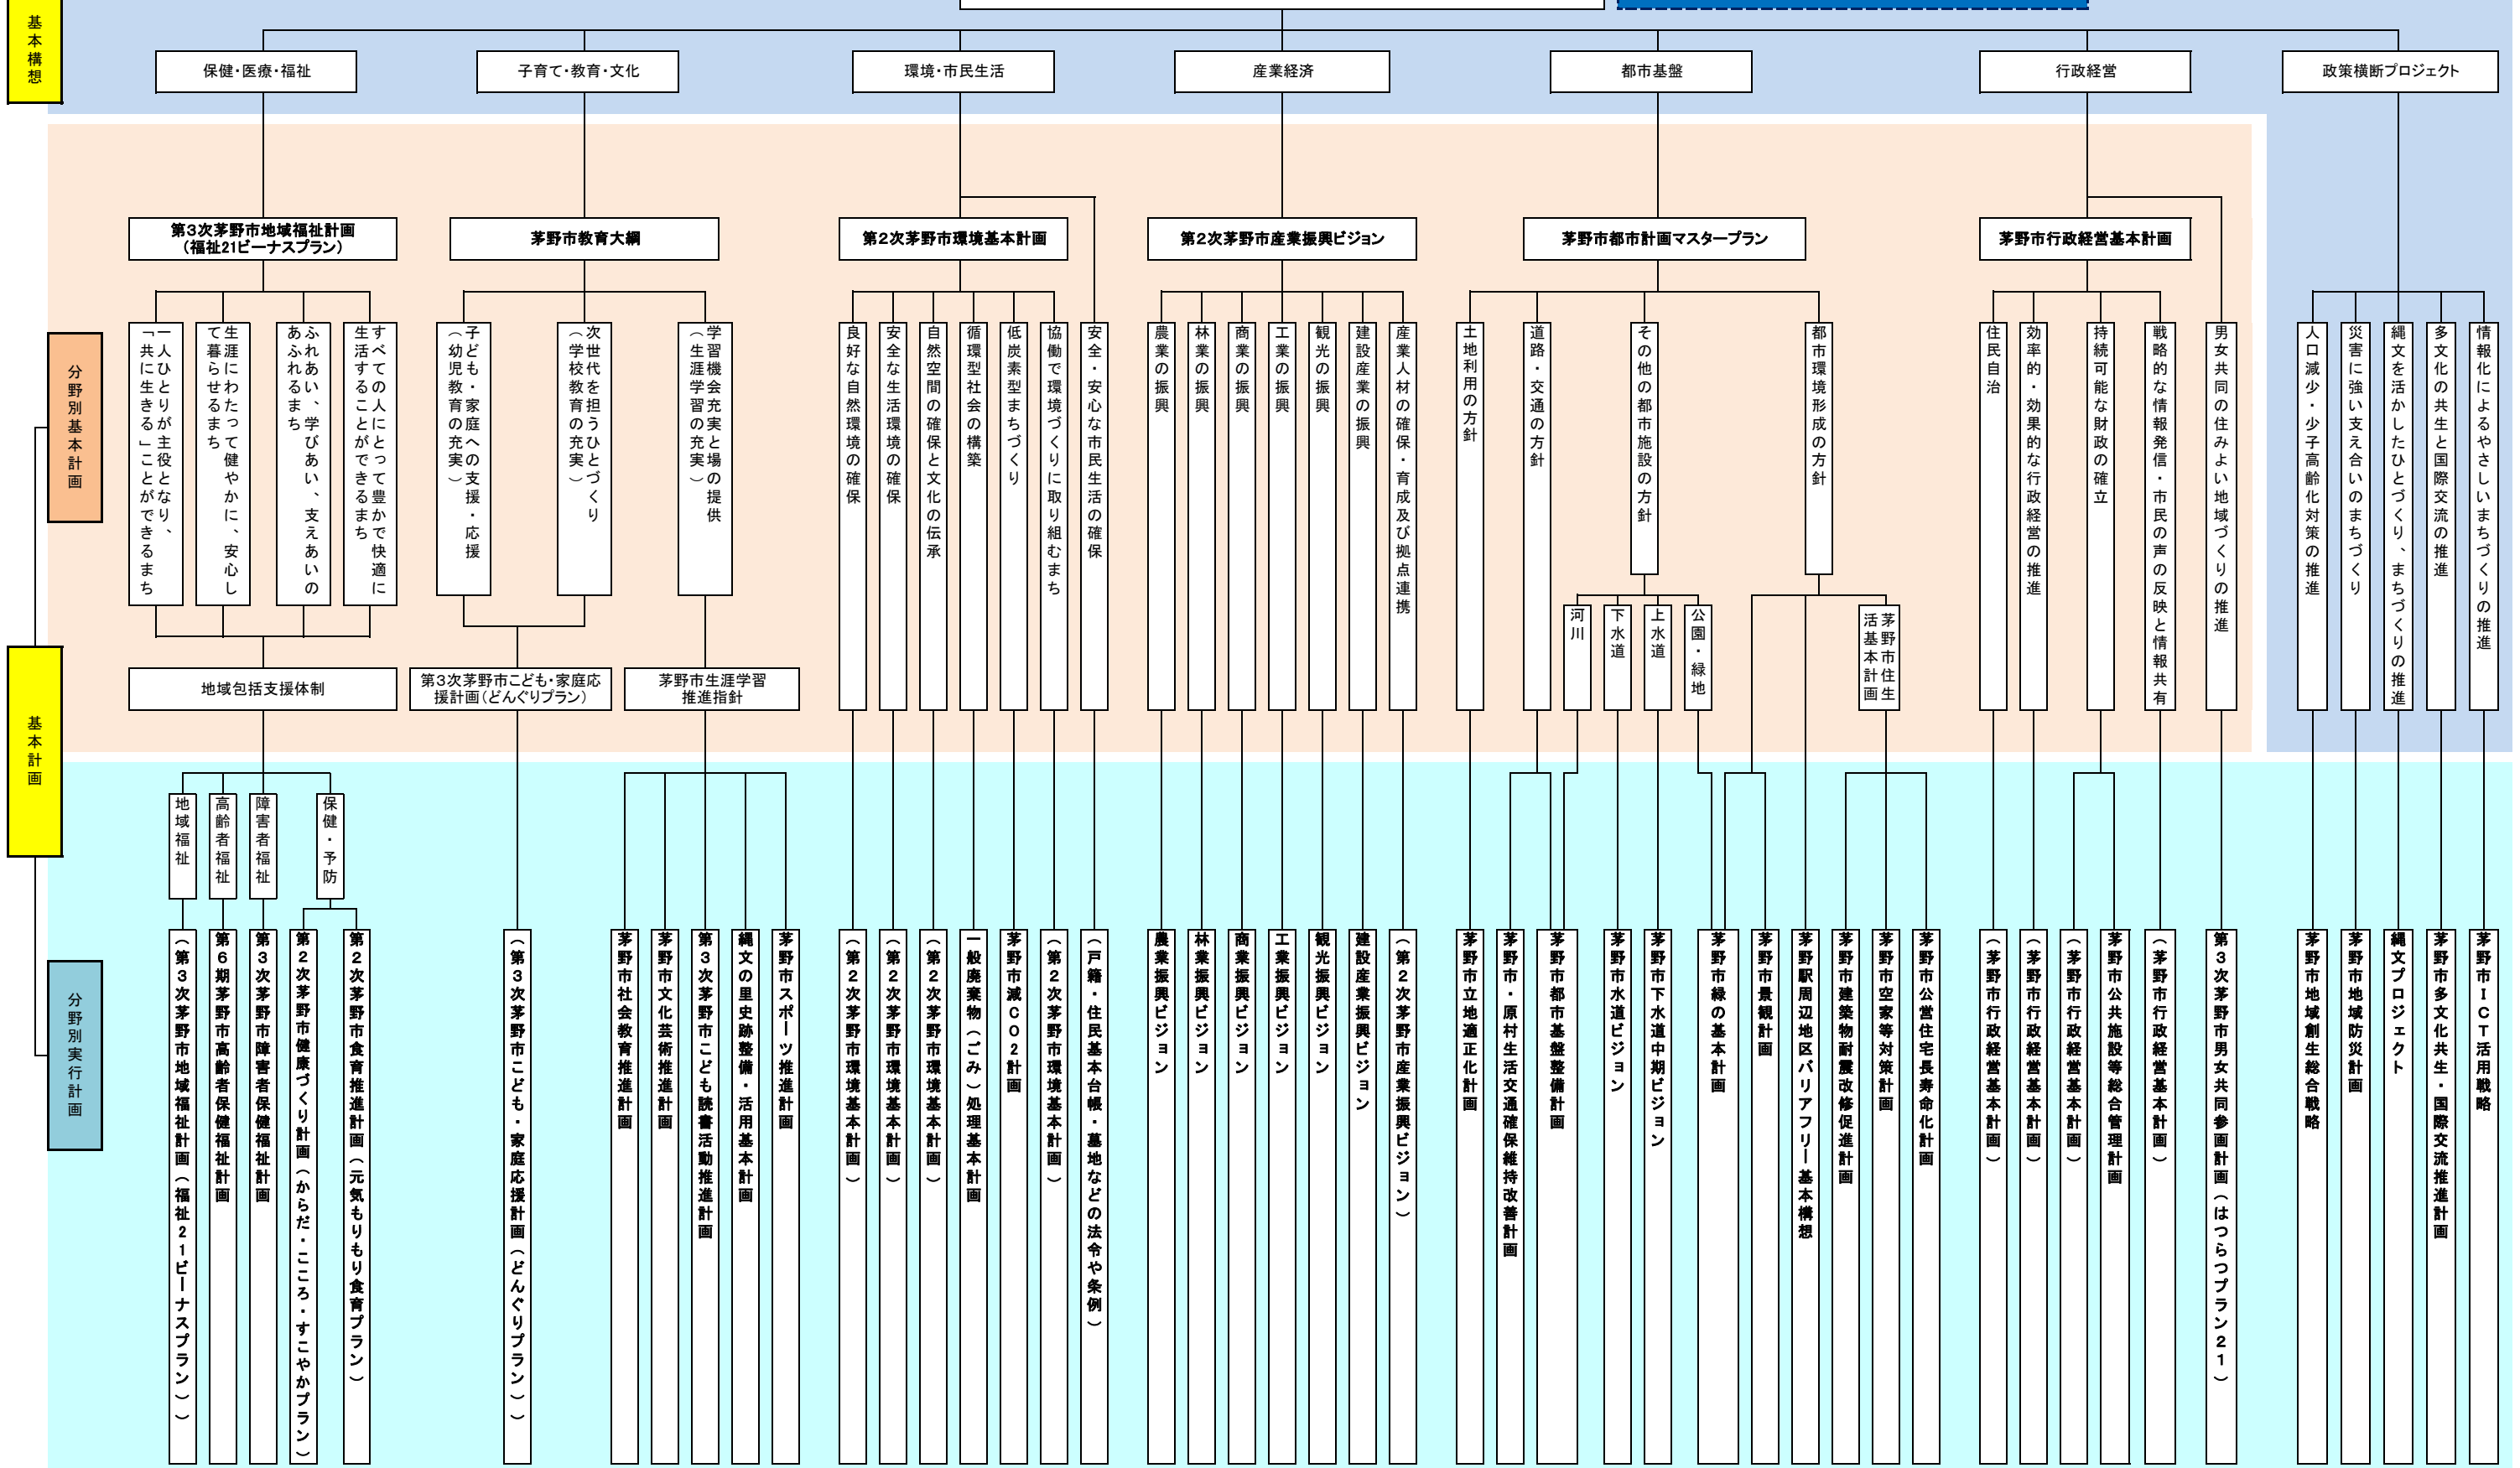 基本構想
保健・医療・福祉
子育て・教育・文化
環境・市民生活
産業経済
都市基盤
行政経営
政策横断プロジェクト
第3次茅野市地域福祉計画
（福祉21ビーナスプラン）
茅野市教育大綱
第2次茅野市環境基本計画
第2次茅野市産業振興ビジョン
茅野市都市計画マスタープラン
茅野市行政経営基本計画
分野別基本計画
一人ひとりが主役となり、
「共に生きる」ことができるまち
生涯にわたって健やかに、安心し
て暮らせるまち
ふれあい、学びあい、支えあいの
あふれるまち
すべての人にとって豊かで快適に
生活することができるまち
子ども・家庭への支援・応援
（幼児教育の充実）
次世代を担うひとづくり
（学校教育の充実）
学習機会充実と場の提供
（生涯学習の充実）
良好な自然環境の確保
安全な生活環境の確保
自然空間の確保と文化の伝承
循環型社会の構築
低炭素型まちづくり
協働で環境づくりに取り組むまち
安全・安心な市民生活の確保
農業の振興
林業の振興
商業の振興
工業の振興
観光の振興
建設産業の振興
産業人材の確保・育成及び拠点連携
土地利用の方針
道路・交通の方針
その他の都市施設の方針
都市環境形成の方針
住民自治
効率的・効果的な行政経営の推進
持続可能な財政の確立
戦略的な情報発信・市民の声の反映と情報共有
男女共同の住みよい地域づくりの推進
人口減少・少子高齢化対策の推進
災害に強い支え合いのまちづくり
縄文を活かしたひとづくり、まちづくりの推進
多文化の共生と国際交流の推進
情報化によるやさしいまちづくりの推進
河川
下水道
上水道
公園・緑地
茅野市住生
活基本計画
基本計画
地域包括支援体制
第3次茅野市こども・家庭応
援計画（どんぐりプラン）
茅野市生涯学習
推進指針
地域福祉
高齢者福祉
障害者福祉
保健・予防
分野別実行計画
（第3次茅野市地域福祉計画（福祉21ビーナスプラン））
第6期茅野市高齢者保健福祉計画
第3次茅野市障害者保健福祉計画
第2次茅野市健康づくり計画（からだ・こころ・すこやかプラン）
第2次茅野市食育推進計画（元気もりもり食育プラン）
（第3次茅野市こども・家庭応援計画（どんぐりプラン））
茅野市社会教育推進計画
茅野市文化芸術推進計画
第3次茅野市こども読書活動推進計画
縄文の里史跡整備・活用基本計画
茅野市スポーツ推進計画
（第2次茅野市環境基本計画）
（第2次茅野市環境基本計画）
（第2次茅野市環境基本計画）
一般廃棄物（ごみ）処理基本計画
茅野市減CO2計画
（第2次茅野市環境基本計画）
（戸籍・住民基本台帳・墓地などの法令や条例）
農業振興ビジョン
林業振興ビジョン
商業振興ビジョン
工業振興ビジョン
観光振興ビジョン
建設産業振興ビジョン
（第2次茅野市産業振興ビジョン）
茅野市立地適正化計画
茅野市・原村生活交通確保維持改善計画
茅野市都市基盤整備計画
茅野市水道ビジョン
茅野市下水道中期ビジョン
茅野市緑の基本計画
茅野市景観計画
茅野駅周辺地区バリアフリー基本構想
茅野市建築物耐震改修促進計画
茅野市空家等対策計画
茅野市公営住宅長寿命化計画
（茅野市行政経営基本計画）
（茅野市行政経営基本計画）
（茅野市行政経営基本計画）
茅野市公共施設等総合管理計画
（茅野市行政経営基本計画）
第3次茅野市男女共同参画計画（はつらつプラン21）
茅野市地域創生総合戦略
茅野市地域防災計画
縄文プロジェクト
茅野市多文化共生・国際交流推進計画
茅野市ICT活用戦略